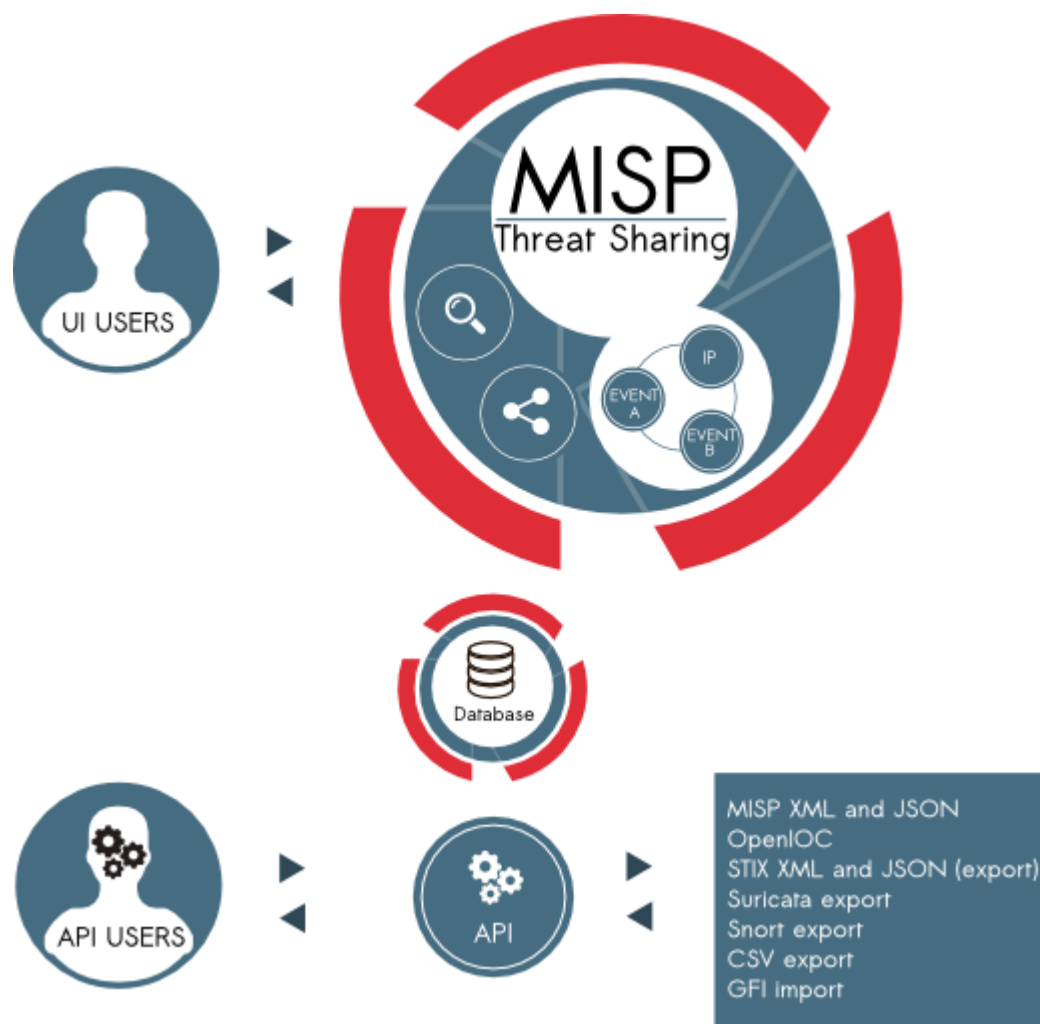 MISP
Threat Sharing
UI USERS
IP
EVENT
A
EVENT
B
Database
API USERS
API
MISP XML and JSON
OpenIOC
STIX XML and JSON (export)
Suricata export
Snort export
CSV export
GFI import